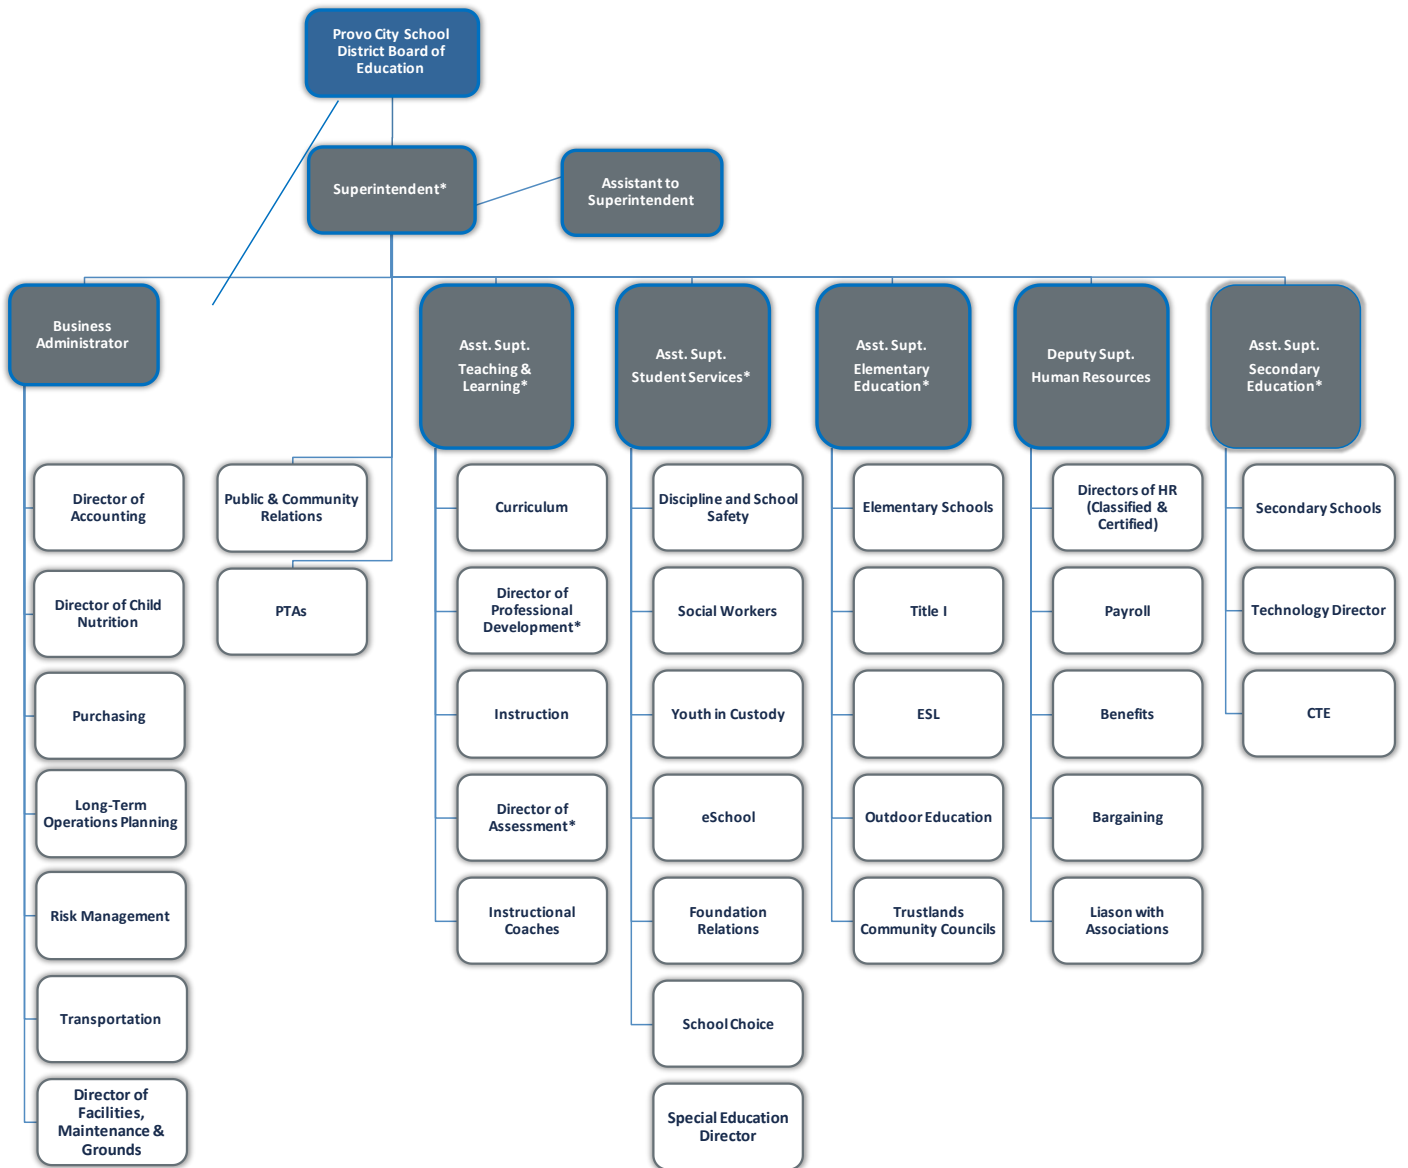 Provo City School
District Board of
Education
Superintendent*
Assistant to
Superintendent
Business
Administrator
Asst. Supt.
Teaching &
Learning*
Asst. Supt.
Student Services*
Asst. Supt.
Elementary
Education*
Deputy Supt.
Human Resources
Asst. Supt.
Secondary
Education*
Director of
Accounting
Director of Child
Nutrition
Purchasing
Long-Term
Operations Planning
Risk Management
Transportation
Director of
Facilities,
Maintenance &
Grounds
Public & Community
Relations
PTAs
Curriculum
Director of
Professional
Development*
Instruction
Director of
Assessment*
Instructional
Coaches
Discipline and School
Safety
Social Workers
Youth in Custody
eSchool
Foundation
Relations
School Choice
Special Education
Director
Elementary Schools
Title I
ESL
Outdoor Education
Trustlands
Community Councils
Directors of HR
(Classified &
Certified)
Payroll
Benefits
Bargaining
Liason with
Associations
Secondary Schools
Technology Director
CTE